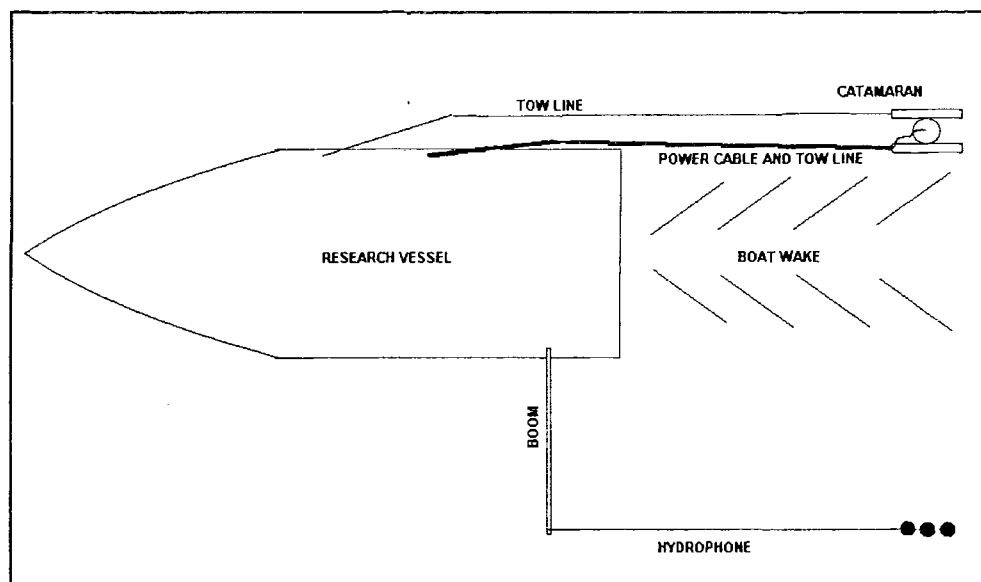 CATAMARAN
TOW LINE
POWER CABLE AND TOW LINE
RESEARCH VESSEL
BOAT WAKE
BOOM
HYDROPHONE